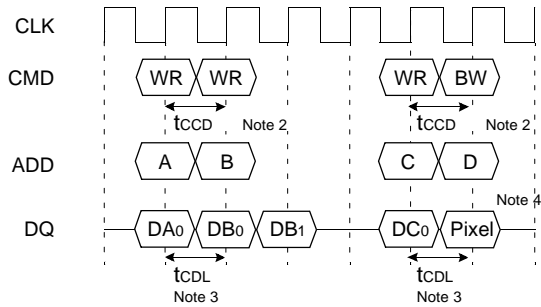 CLK
CMD WR WR WR BW
tCCD Note 2 tCCD Note 2
ADD A B C D
Note 4
DQ DA0 DB0 DB1 DC0 Pixel
tCDL tCDL
Note 3 Note 3